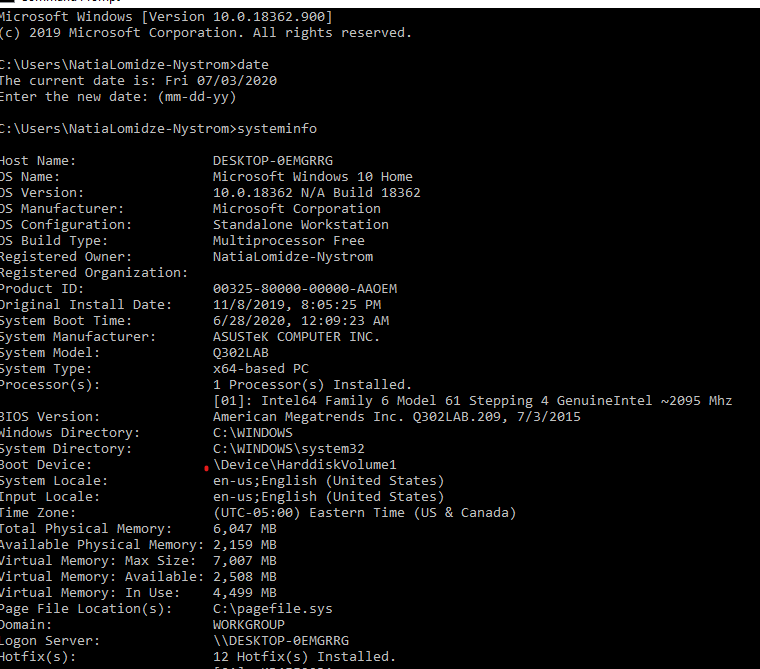 Microsoft Windows [Version 10.0.18362.900]
(c) 2019 Microsoft Corporation. All rights reserved.
C:\Users\NatiaLomidze-Nystrom>date
The current date is: Fri 07/03/2020
Enter the new date: (mm-dd-yy)
C:\Users\NatiaLomidze-Nystrom>systeminfo
Host Name: DESKTOP-0EMGRRG
OS Name: Microsoft Windows 10 Home
OS Version: 10.0.18362 N/A Build 18362
OS Manufacturer: Microsoft Corporation
OS Configuration: Standalone Workstation
OS Build Type: Multiprocessor Free
Registered Owner: NatiaLomidze-Nystrom
Registered Organization:
Product ID: 00325-80000-00000-AAOEM
Original Install Date: 11/8/2019, 8:05:25 PM
System Boot Time: 6/28/2020, 12:09:23 AM
System Manufacturer: ASUSTeK COMPUTER INC.
System Model: Q302LAB
System Type: x64-based PC
Processor(s): 1 Processor(s) Installed.
[01]: Intel64 Family 6 Model 61 Stepping 4 GenuineIntel ~2095 Mhz
BIOS Version: American Megatrends Inc. Q302LAB.209, 7/3/2015
Windows Directory: C:\WINDOWS
System Directory: C:\WINDOWS\system32
Boot Device: \Device\HarddiskVolume1
System Locale: en-us;English (United States)
Input Locale: en-us;English (United States)
Time Zone: (UTC-05:00) Eastern Time (US & Canada)
Total Physical Memory: 6,047 MB
Available Physical Memory: 2,159 MB
Virtual Memory: Max Size: 7,007 MB
Virtual Memory: Available: 2,508 MB
Virtual Memory: In Use: 4,499 MB
Page File Location(s): C:\pagefile.sys
Domain: WORKGROUP
Logon Server: \\DESKTOP-0EMGRRG
Hotfix(s): 12 Hotfix(s) Installed.